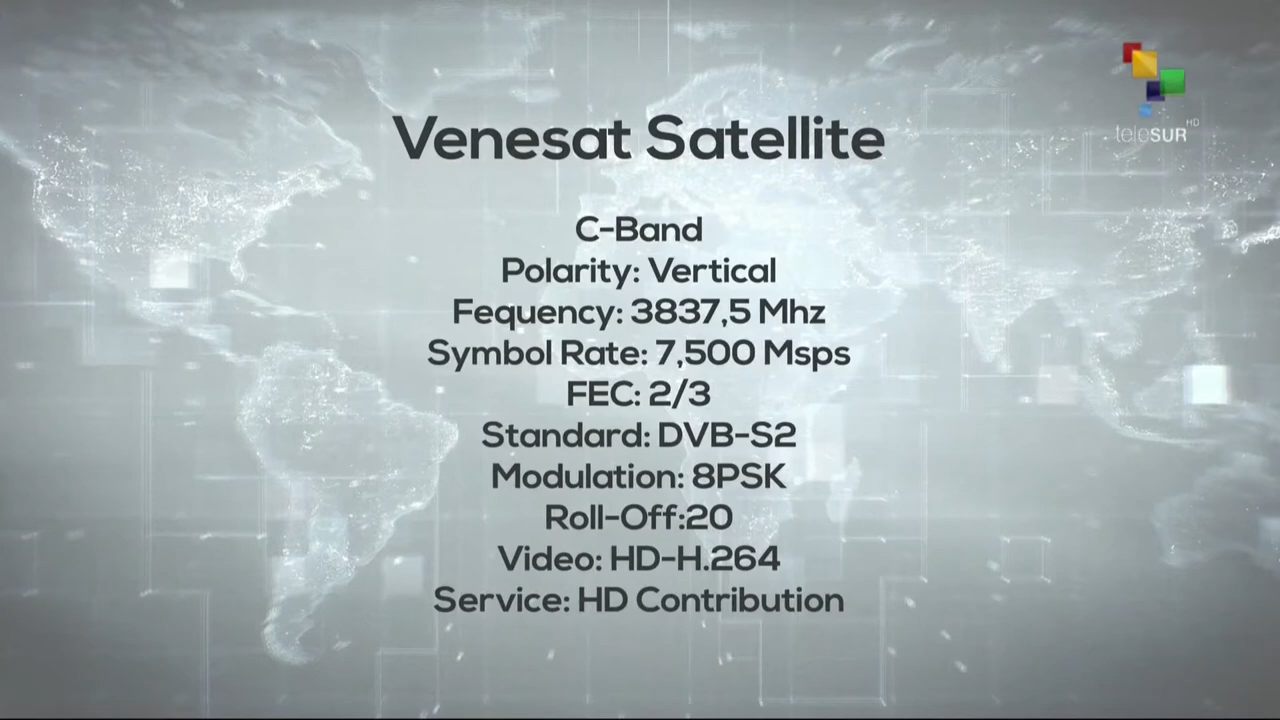 Venesat Satellite
C-Band
Polarity: Vertical
Fequency: 3837,5 Mhz
Symbol Rate: 7,500 Msps
FEC: 2/3
Standard: DVB-S2
Modulation: 8PSK
Roll-Off:20
Video: HD-H.264
Service: HD Contribution
teleSUR HD